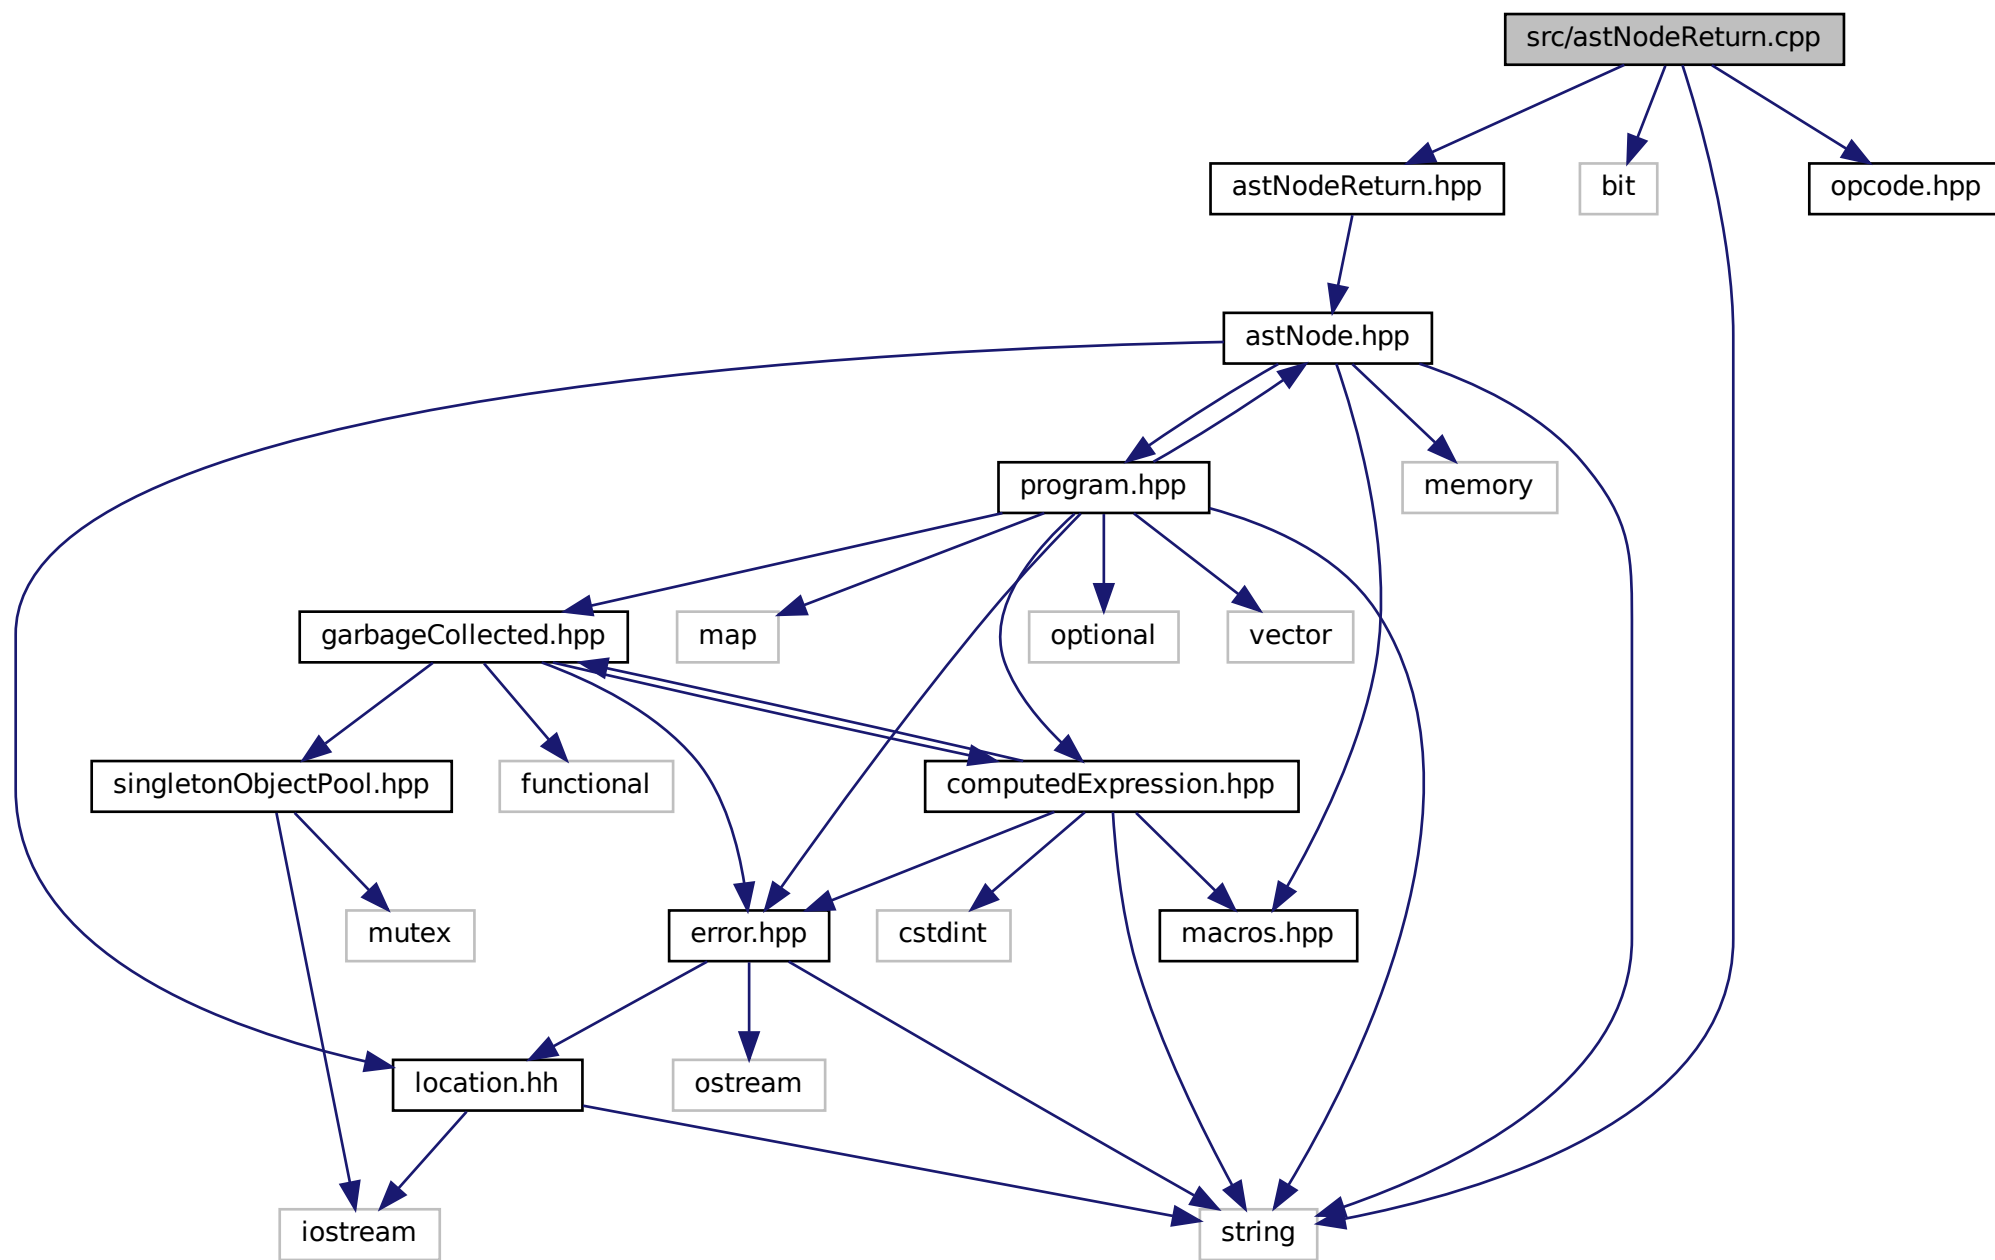 src/astNodeReturn.cpp
astNodeReturn.hpp
bit
opcode.hpp
astNode.hpp
program.hpp
memory
garbageCollected.hpp
map
optional
vector
singletonObjectPool.hpp
functional
computedExpression.hpp
mutex
error.hpp
cstdint
macros.hpp
location.hh
ostream
iostream
string